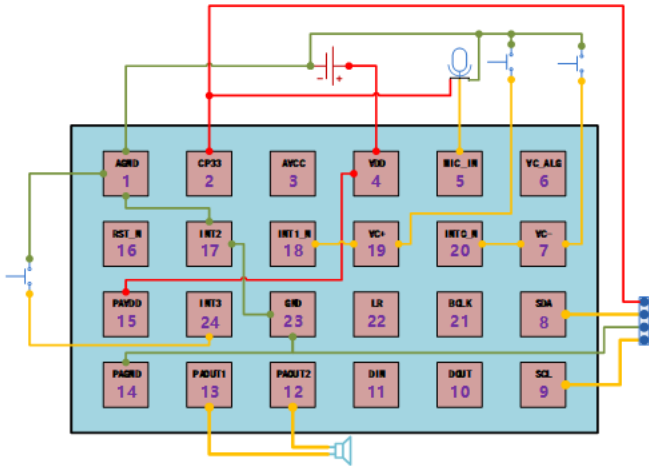 - +
AGND CP33 AVCC VDD MIC_IN VC_ALG
1 2 3 4 5 6
RST_N INT2 INT1_N VC+ INT0_N VC-
16 17 18 19 20 7
PAVDD INT3 GND LR BCLK SDA
15 24 23 22 21 8
PAGND PAOUT1 PAOUT2 DIN DOUT SCL
14 13 12 11 10 9